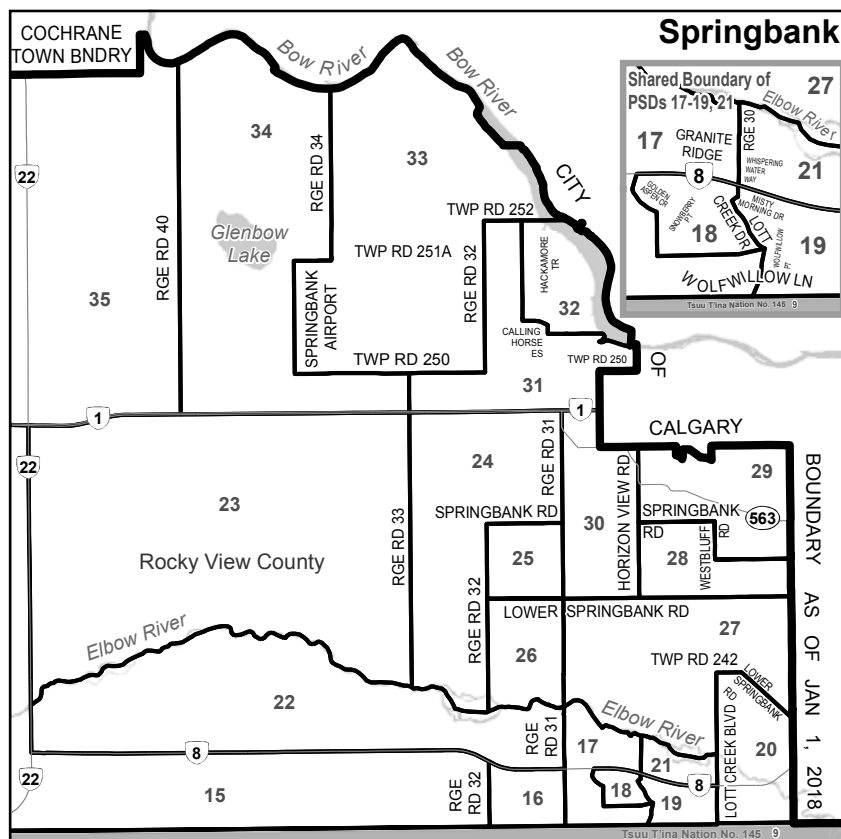 Springbank
COCHRANE
TOWN BNDRY
Bow River
Bow River
Shared Boundary of
PSDs 17-19, 21
27
Elbow River
RGE 30
17
GRANITE
RIDGE
WHISPERING
WATER
WAY
21
8
GOLDEN
ASPEN CR
SNOWBERRY
PT
MISTY
MORNING DR
18
CREEK DR
LOTT
WOLFWILLOW
PT
19
WOLFWILLOW LN
Tsuu T'ina Nation No. 145 9
34
33
22
RGE RD 40
RGE RD 34
CITY
TWP RD 252
Glenbow
Lake
TWP RD 251A
RGE RD 32
HACKAMORE
TR
35
SPRINGBANK
AIRPORT
32
CALLING
HORS
ES
TWP RD 250
TWP RD 250
OF
31
1
1
CALGARY
22
24
RGE RD 31
HORIZON VIEW RD
29
23
SPRINGBANK RD
30
SPRINGBANK
RD
563
WESTBLUFF
RD
BOUNDARY AS OF JAN 1, 2018
Rocky View County
RGE RD 33
25
28
RGE RD 32
LOWER SPRINGBANK RD
Elbow River
27
26
TWP RD 242
LOWER
SPRINGBANK
RD
22
Elbow River
RGE
RD 31
17
LOTT CREEK BLVD
20
8
21
22
15
RGE
RD 32
16
18
19
8
Tsuu T'ina Nation No. 145 9